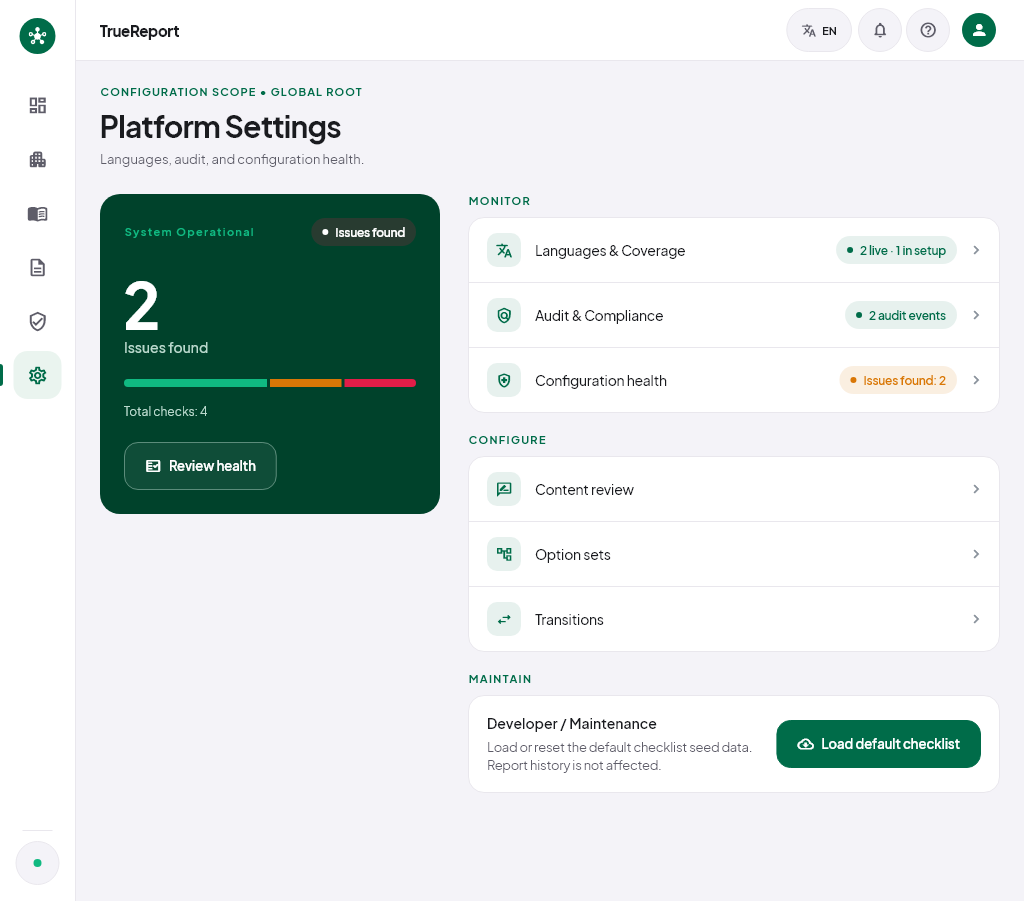 TrueReport
EN
CONFIGURATION SCOPE • GLOBAL ROOT
Platform Settings
Languages, audit, and configuration health.
System Operational
Issues found
2
Issues found
Total checks: 4
Review health
MONITOR
Languages & Coverage
2 live · 1 in setup
Audit & Compliance
2 audit events
Configuration health
Issues found: 2
CONFIGURE
Content review
Option sets
Transitions
MAINTAIN
Developer / Maintenance
Load or reset the default checklist seed data.
Report history is not affected.
Load default checklist